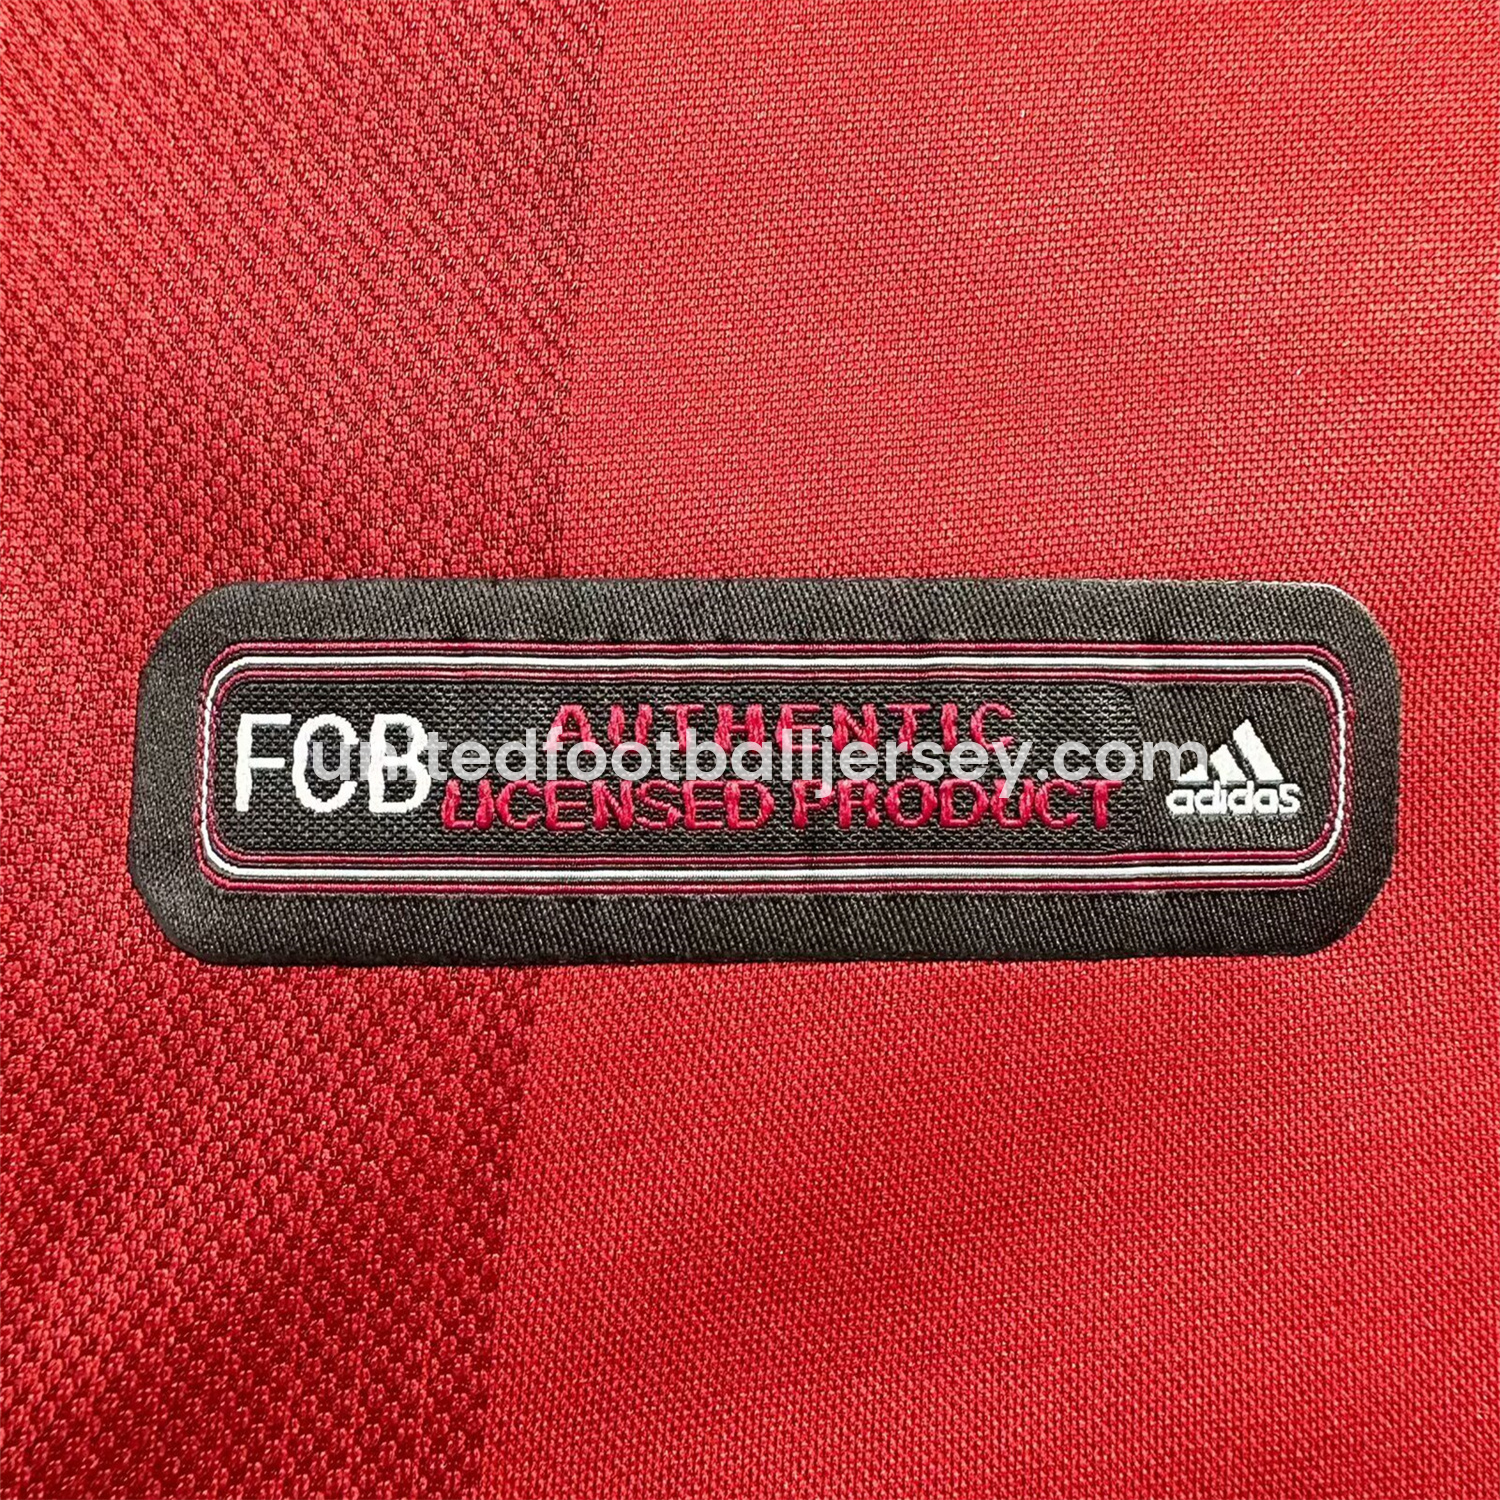 FCB
AUTHENTIC
LICENSED PRODUCT
adidas
unitedfootballjersey.com